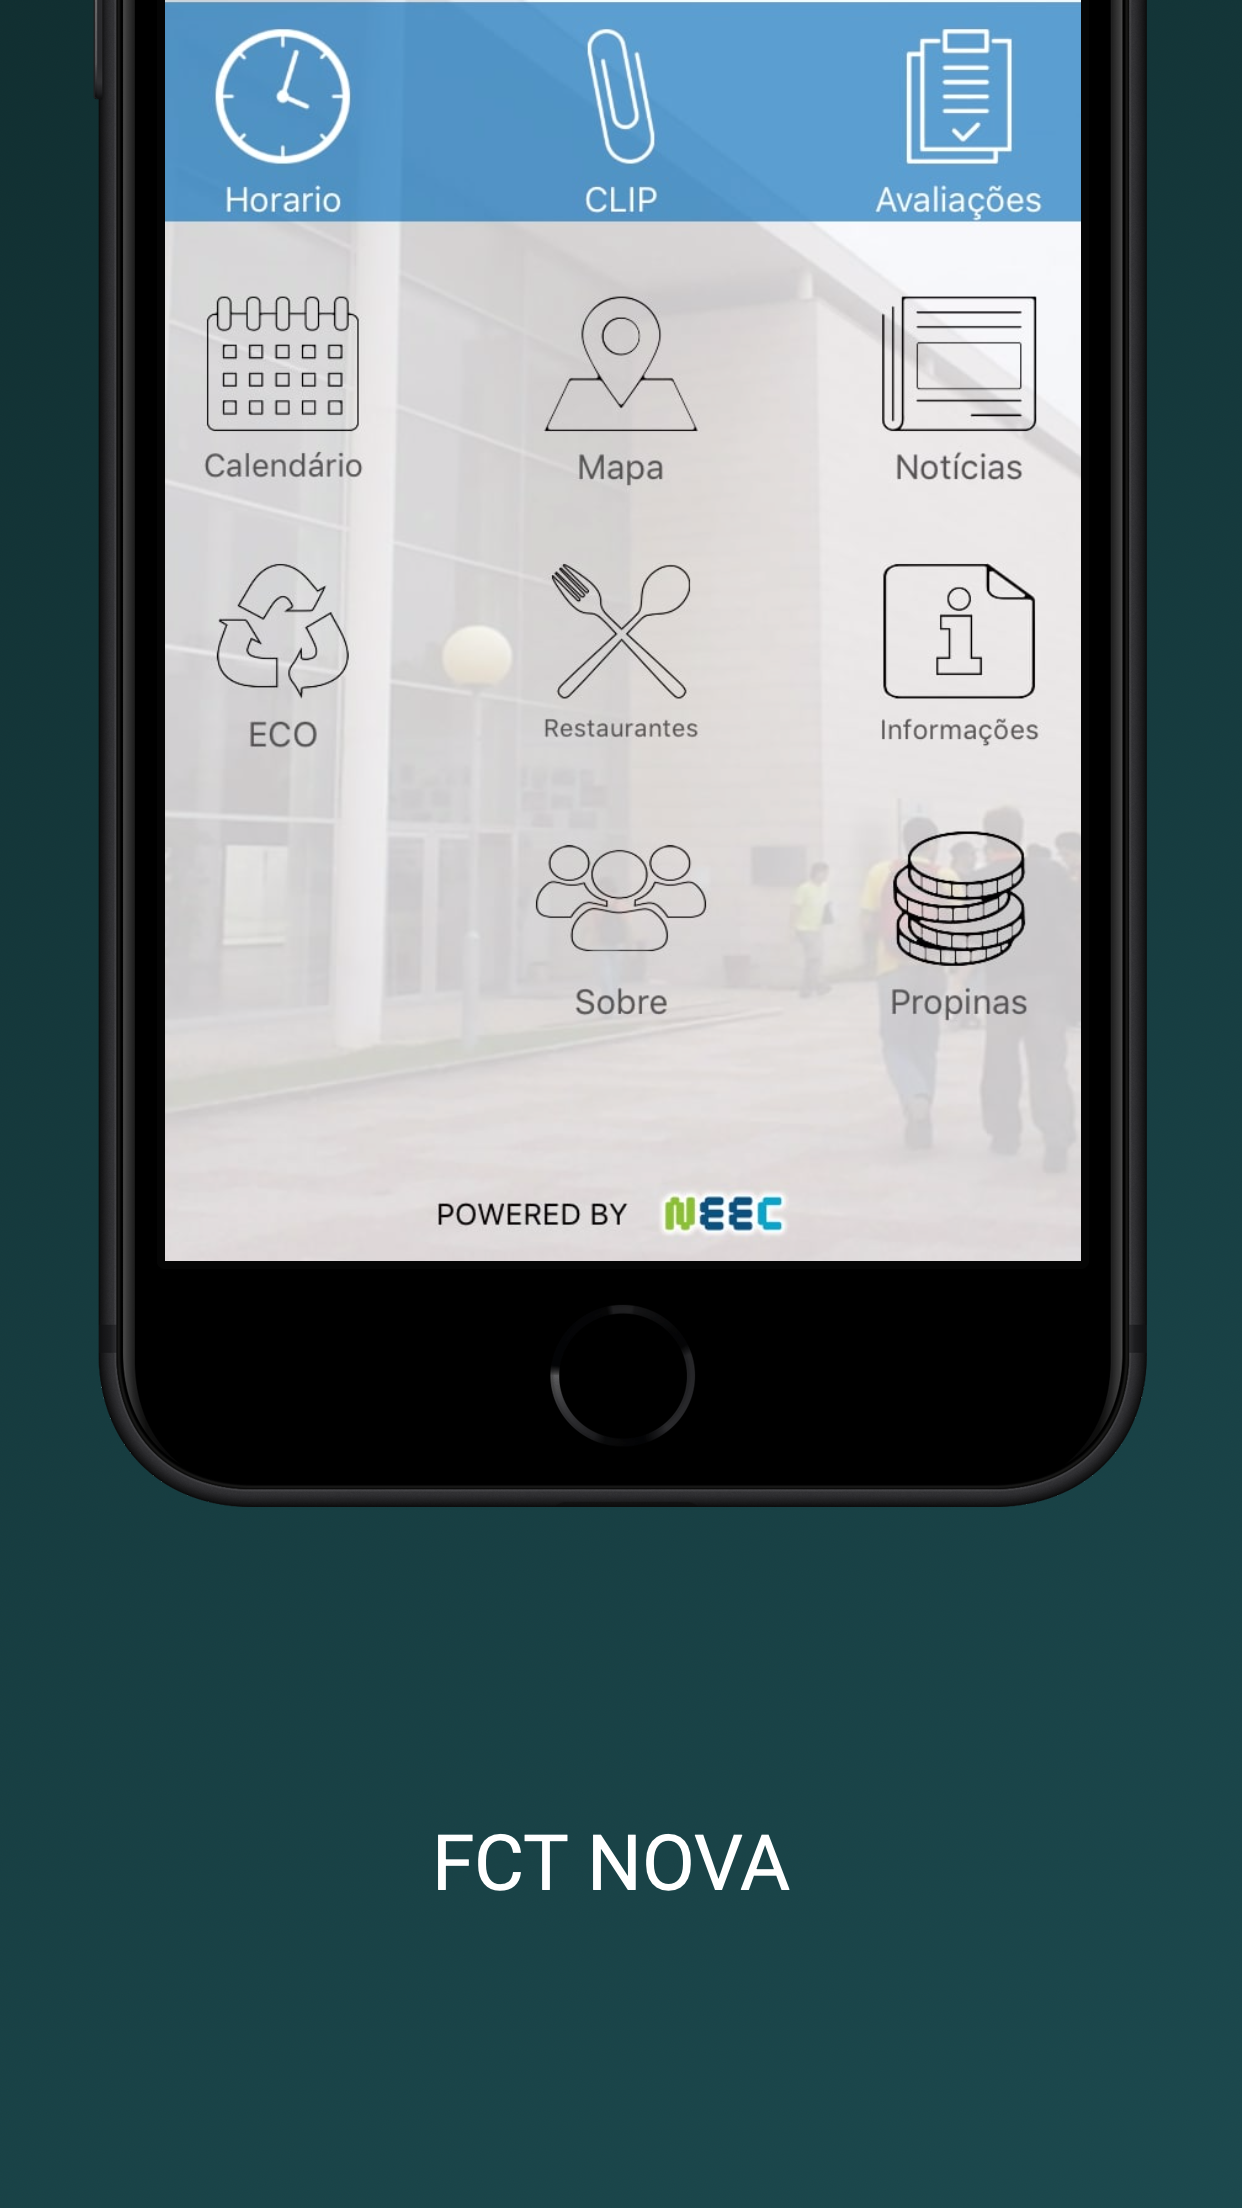 Horario CLIP Avaliações
Calendário Mapa Notícias
ECO Restaurantes Informações
Sobre Propinas
POWERED BY NEEC
FCT NOVA